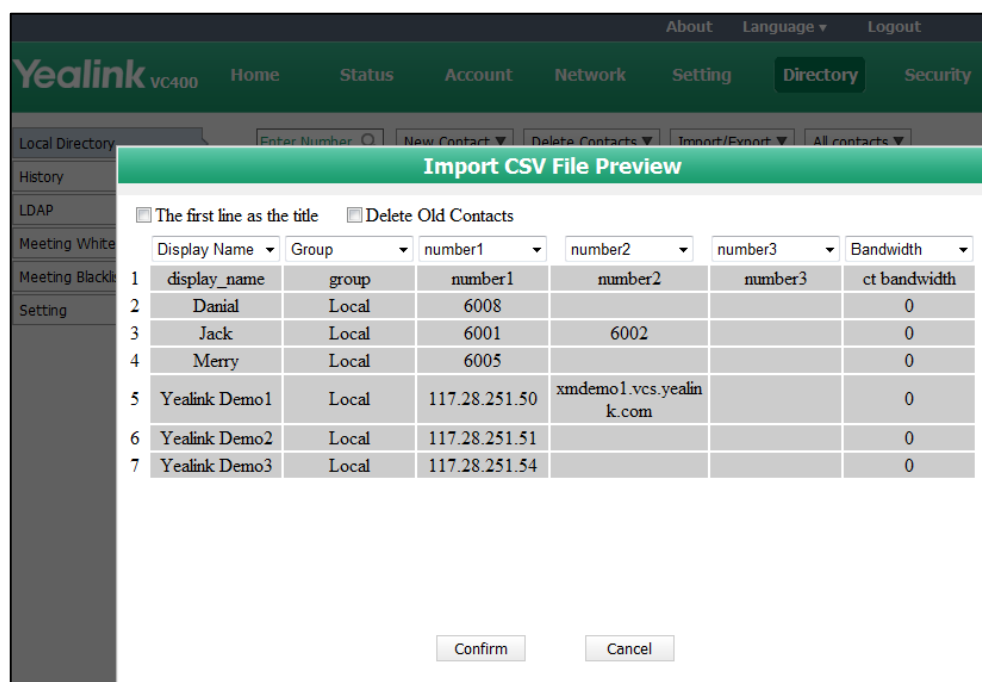 About Language ▾ Logout
Yealink VC400 Home Status Account Network Setting Directory Security
Local Directory Enter Number New Contact ▼ Delete Contacts ▼ Import/Export ▼ All contacts ▼
Import CSV File Preview
History
LDAP
The first line as the title Delete Old Contacts
Meeting White
Display Name Group number1 number2 number3 Bandwidth
Meeting Blackli
1 display_name group number1 number2 number3 ct bandwidth
Setting
2 Danial Local 6008 0
3 Jack Local 6001 6002 0
4 Merry Local 6005 0
5 Yealink Demo1 Local 117.28.251.50 xmdemo1.vcs.yealin 0
k.com
6 Yealink Demo2 Local 117.28.251.51 0
7 Yealink Demo3 Local 117.28.251.54 0
Confirm Cancel